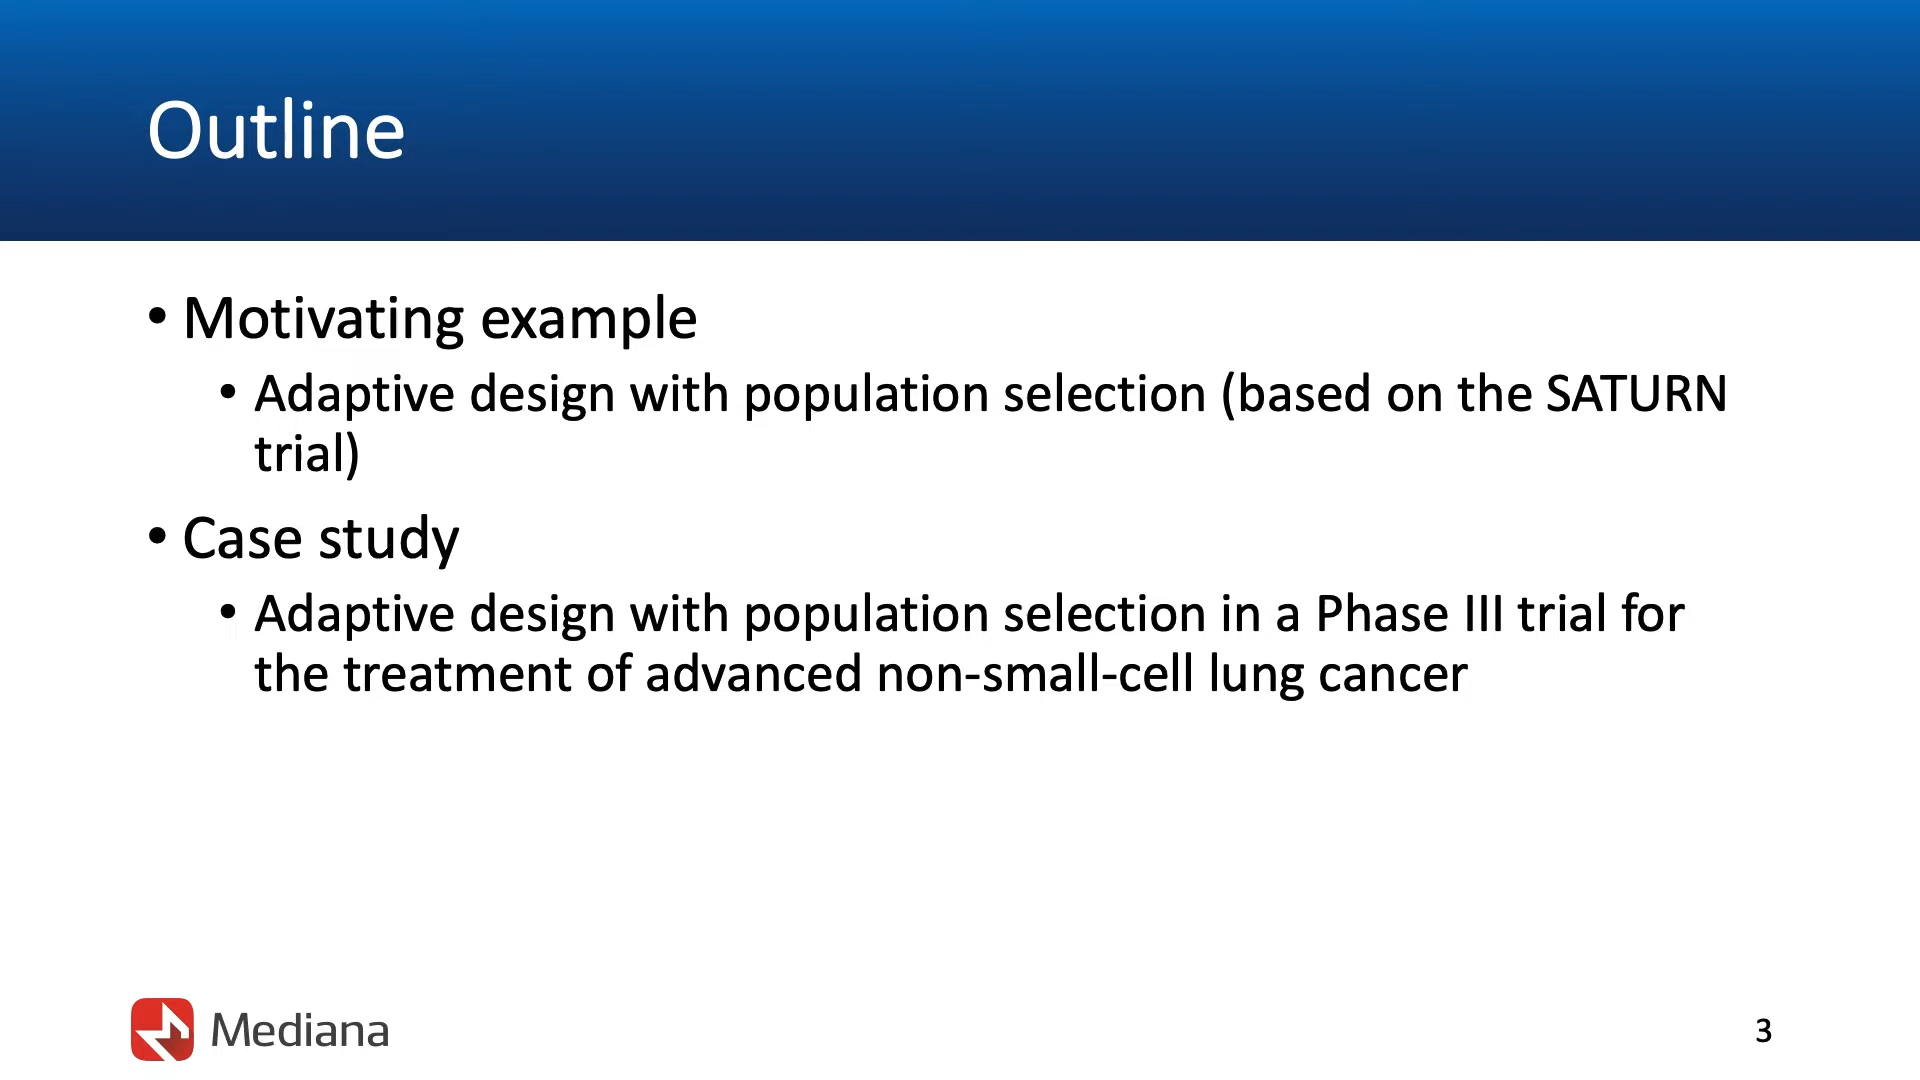 Outline
• Motivating example
• Adaptive design with population selection (based on the SATURN
trial)
• Case study
• Adaptive design with population selection in a Phase III trial for
the treatment of advanced non-small-cell lung cancer
Mediana
3